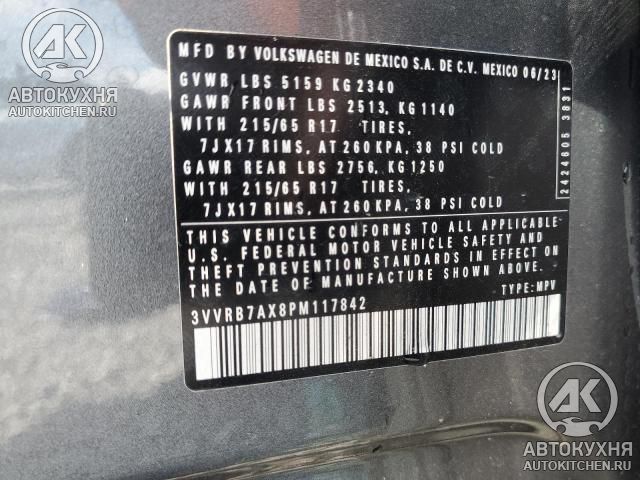 MFD BY VOLKSWAGEN DE MEXICO S.A. DE C.V. MEXICO 06/23
GVWR LBS 5159 KG 2340
GAWR FRONT LBS 2513, KG 1140
WITH 215/65 R17 TIRES,
7JX17 RIMS, AT 260 KPA, 38 PSI COLD
GAWR REAR LBS 2756, KG 1250
WITH 215/65 R17 TIRES,
7JX17 RIMS, AT 260 KPA, 38 PSI COLD
THIS VEHICLE CONFORMS TO ALL APPLICABLE
U.S. FEDERAL MOTOR VEHICLE SAFETY AND
THEFT PREVENTION STANDARDS IN EFFECT ON
THE DATE OF MANUFACTURE SHOWN ABOVE.
3VVRB7AX8PM117842
TYPE: MPV
2424605 3831
AK
АВТОКУХНЯ
AUTOKITCHEN.RU
AK
АВТОКУХНЯ
AUTOKITCHEN.RU